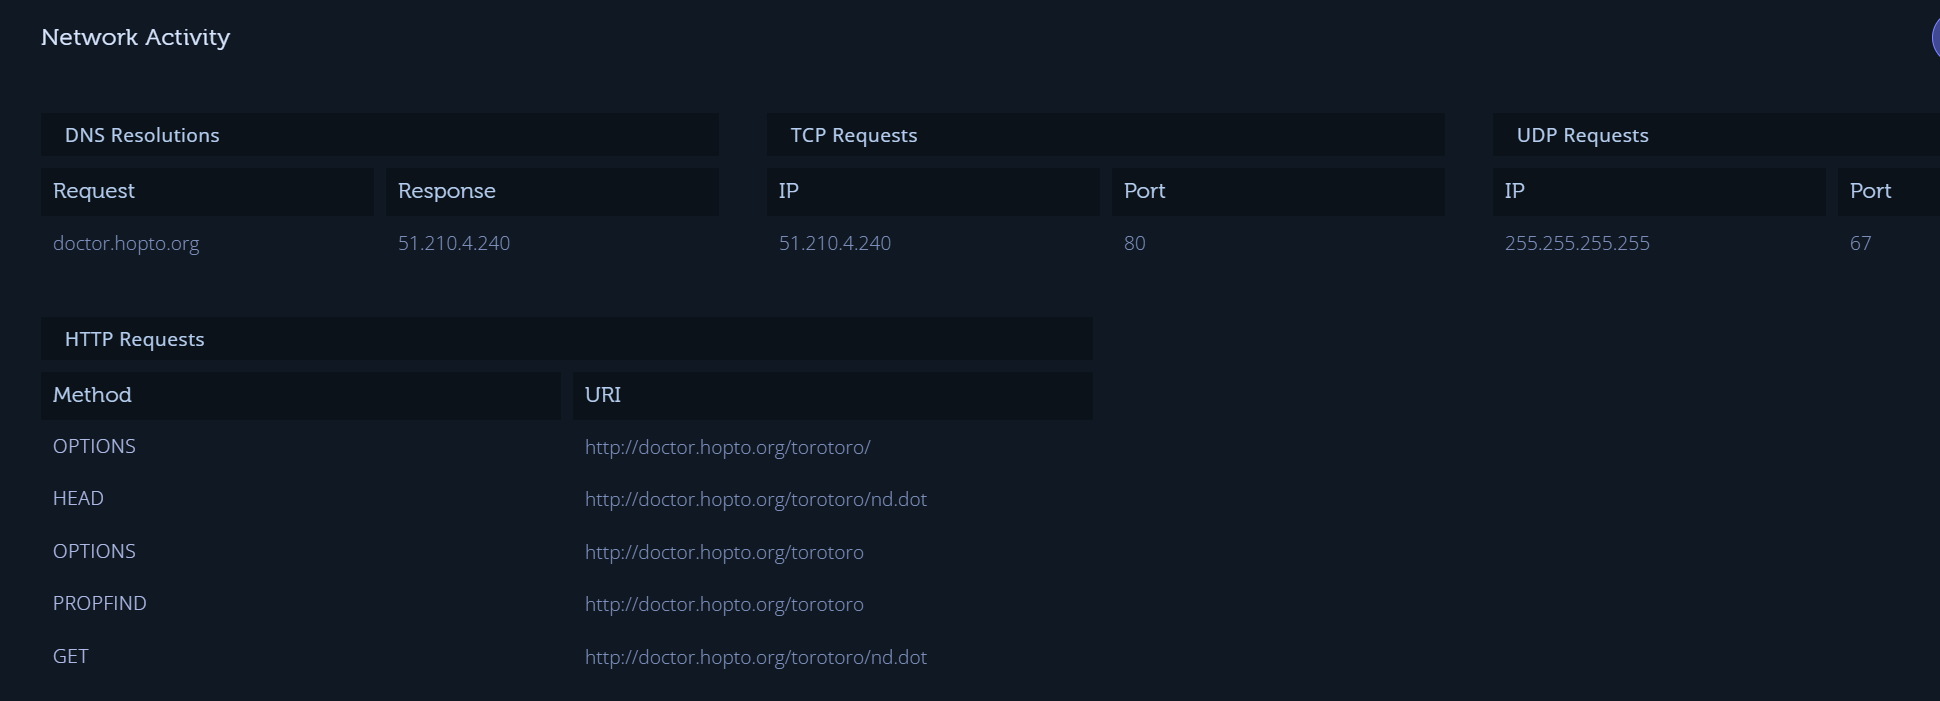 Network Activity
DNS Resolutions
Request Response
doctor.hopto.org 51.210.4.240
TCP Requests
IP Port
51.210.4.240 80
UDP Requests
IP Port
255.255.255.255 67
HTTP Requests
Method URI
OPTIONS http://doctor.hopto.org/torotoro/
HEAD http://doctor.hopto.org/torotoro/nd.dot
OPTIONS http://doctor.hopto.org/torotoro
PROPFIND http://doctor.hopto.org/torotoro
GET http://doctor.hopto.org/torotoro/nd.dot